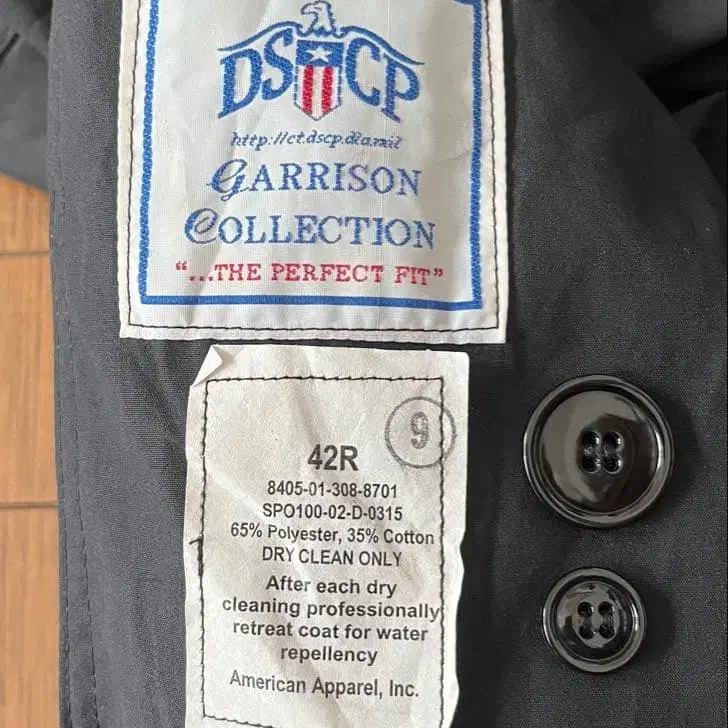 DSCP
http://ct.dscp.dla.mil
GARRISON
COLLECTION
"...THE PERFECT FIT"
9
42R
8405-01-308-8701
SPO100-02-D-0315
65% Polyester, 35% Cotton
DRY CLEAN ONLY
After each dry
cleaning professionally
retreat coat for water
repellency
American Apparel, Inc.